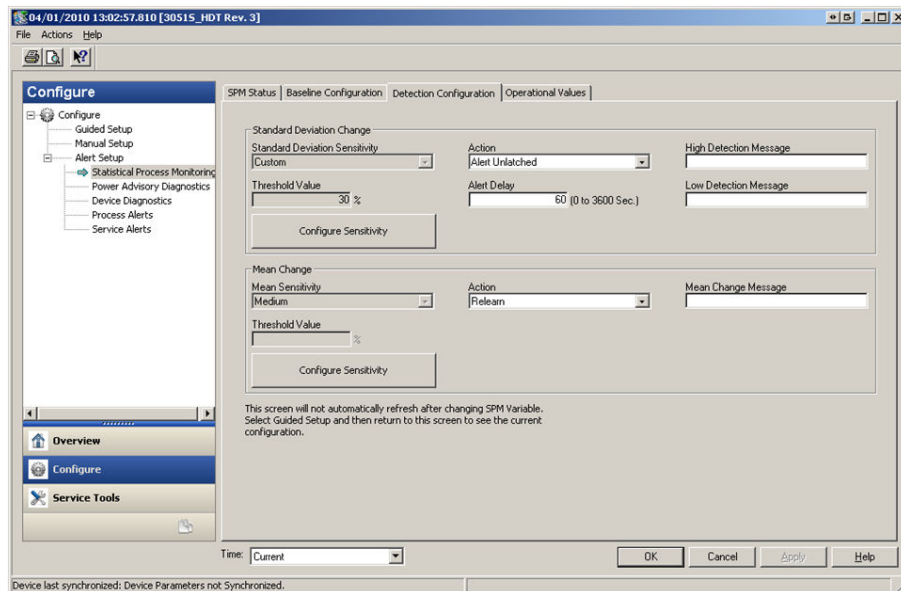 04/01/2010 13:02:57.810 [3051S_HDT Rev. 3]
File Actions Help
Configure
Configure
Guided Setup
Manual Setup
Alert Setup
Statistical Process Monitoring
Power Advisory Diagnostics
Device Diagnostics
Process Alerts
Service Alerts
Overview
Configure
Service Tools
SPM Status Baseline Configuration Detection Configuration Operational Values
Standard Deviation Change
Standard Deviation Sensitivity Action High Detection Message
Custom Alert Unlatched
Threshold Value Alert Delay Low Detection Message
30 % 60 (0 to 3600 Sec.)
Configure Sensitivity
Mean Change
Mean Sensitivity Action Mean Change Message
Medium Relearn
Threshold Value
%
Configure Sensitivity
This screen will not automatically refresh after changing SPM Variable.
Select Guided Setup and then return to this screen to see the current
configuration.
Time: Current
OK Cancel Apply Help
Device last synchronized: Device Parameters not Synchronized.